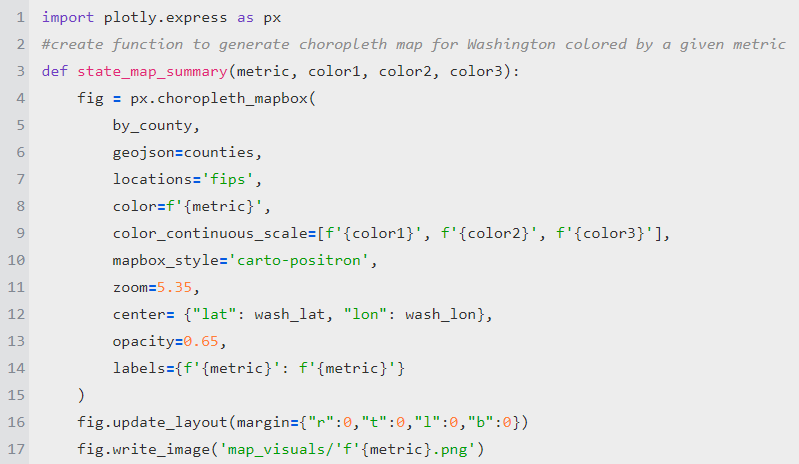 1 import plotly.express as px
2 #create function to generate choropleth map for Washington colored by a given metric
3 def state_map_summary(metric, color1, color2, color3):
4     fig = px.choropleth_mapbox(
5         by_county,
6         geojson=counties,
7         locations='fips',
8         color=f'{metric}',
9         color_continuous_scale=[f'{color1}', f'{color2}', f'{color3}'],
10         mapbox_style='carto-positron',
11         zoom=5.35,
12         center= {"lat": wash_lat, "lon": wash_lon},
13         opacity=0.65,
14         labels={f'{metric}': f'{metric}'}
15     )
16     fig.update_layout(margin={"r":0,"t":0,"l":0,"b":0})
17     fig.write_image('map_visuals/'f'{metric}.png')